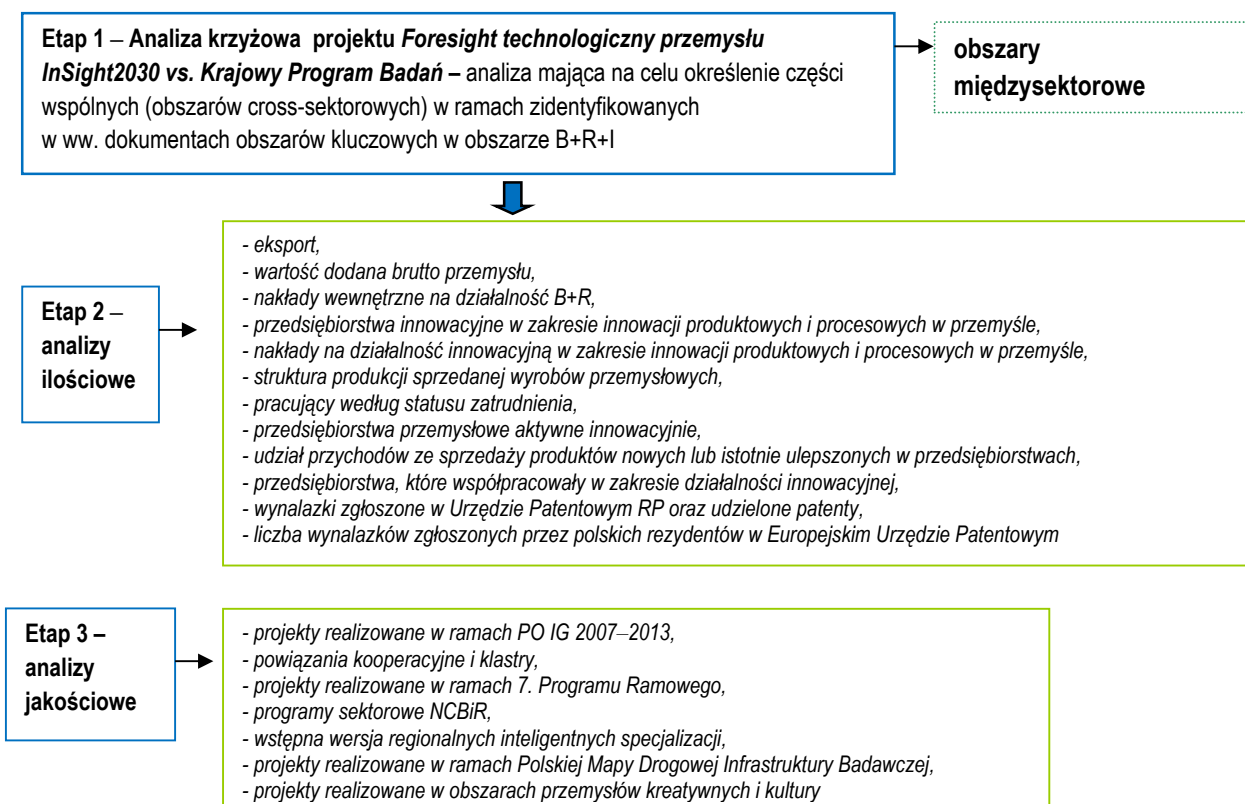 Etap 1 – Analiza krzyżowa projektu Foresight technologiczny przemysłu
InSight2030 vs. Krajowy Program Badań – analiza mająca na celu określenie części
wspólnych (obszarów cross-sektorowych) w ramach zidentyfikowanych
w ww. dokumentach obszarów kluczowych w obszarze B+R+I
obszary
międzysektorowe
Etap 2 –
analizy
ilościowe
- eksport,
- wartość dodana brutto przemysłu,
- nakłady wewnętrzne na działalność B+R,
- przedsiębiorstwa innowacyjne w zakresie innowacji produktowych i procesowych w przemyśle,
- nakłady na działalność innowacyjną w zakresie innowacji produktowych i procesowych w przemyśle,
- struktura produkcji sprzedanej wyrobów przemysłowych,
- pracujący według statusu zatrudnienia,
- przedsiębiorstwa przemysłowe aktywne innowacyjnie,
- udział przychodów ze sprzedaży produktów nowych lub istotnie ulepszonych w przedsiębiorstwach,
- przedsiębiorstwa, które współpracowały w zakresie działalności innowacyjnej,
- wynalazki zgłoszone w Urzędzie Patentowym RP oraz udzielone patenty,
- liczba wynalazków zgłoszonych przez polskich rezydentów w Europejskim Urzędzie Patentowym
Etap 3 –
analizy
jakościowe
- projekty realizowane w ramach PO IG 2007–2013,
- powiązania kooperacyjne i klastry,
- projekty realizowane w ramach 7. Programu Ramowego,
- programy sektorowe NCBiR,
- wstępna wersja regionalnych inteligentnych specjalizacji,
- projekty realizowane w ramach Polskiej Mapy Drogowej Infrastruktury Badawczej,
- projekty realizowane w obszarach przemysłów kreatywnych i kultury